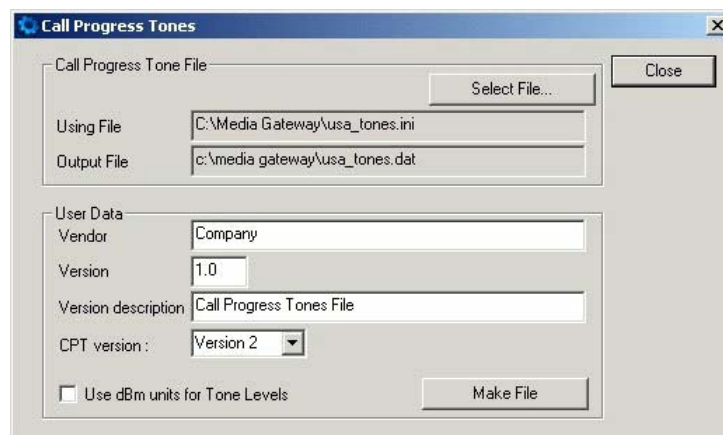 Call Progress Tones
Call Progress Tone File
Close
Select File...
Using File C:\Media Gateway\usa_tones.ini
Output File c:\media gateway\usa_tones.dat
User Data
Vendor Company
Version 1.0
Version description Call Progress Tones File
CPT version : Version 2
Use dBm units for Tone Levels Make File